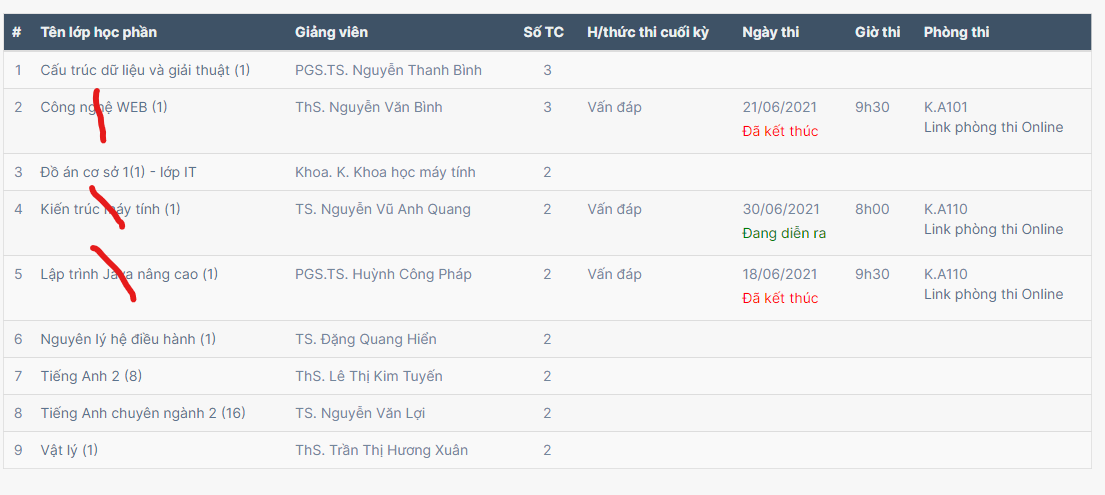 # Tên lớp học phần Giảng viên Số TC H/thức thi cuối kỳ Ngày thi Giờ thi Phòng thi
1 Cấu trúc dữ liệu và giải thuật (1) PGS.TS. Nguyễn Thanh Bình 3
2 Công nghệ WEB (1) ThS. Nguyễn Văn Bình 3 Vấn đáp 21/06/2021 9h30 K.A101
Đã kết thúc Link phòng thi Online
3 Đồ án cơ sở 1(1) - lớp IT Khoa. K. Khoa học máy tính 2
4 Kiến trúc máy tính (1) TS. Nguyễn Vũ Anh Quang 2 Vấn đáp 30/06/2021 8h00 K.A110
Đang diễn ra Link phòng thi Online
5 Lập trình Java nâng cao (1) PGS.TS. Huỳnh Công Pháp 2 Vấn đáp 18/06/2021 9h30 K.A110
Đã kết thúc Link phòng thi Online
6 Nguyên lý hệ điều hành (1) TS. Đặng Quang Hiển 2
7 Tiếng Anh 2 (8) ThS. Lê Thị Kim Tuyến 2
8 Tiếng Anh chuyên ngành 2 (16) TS. Nguyễn Văn Lợi 2
9 Vật lý (1) ThS. Trần Thị Hương Xuân 2